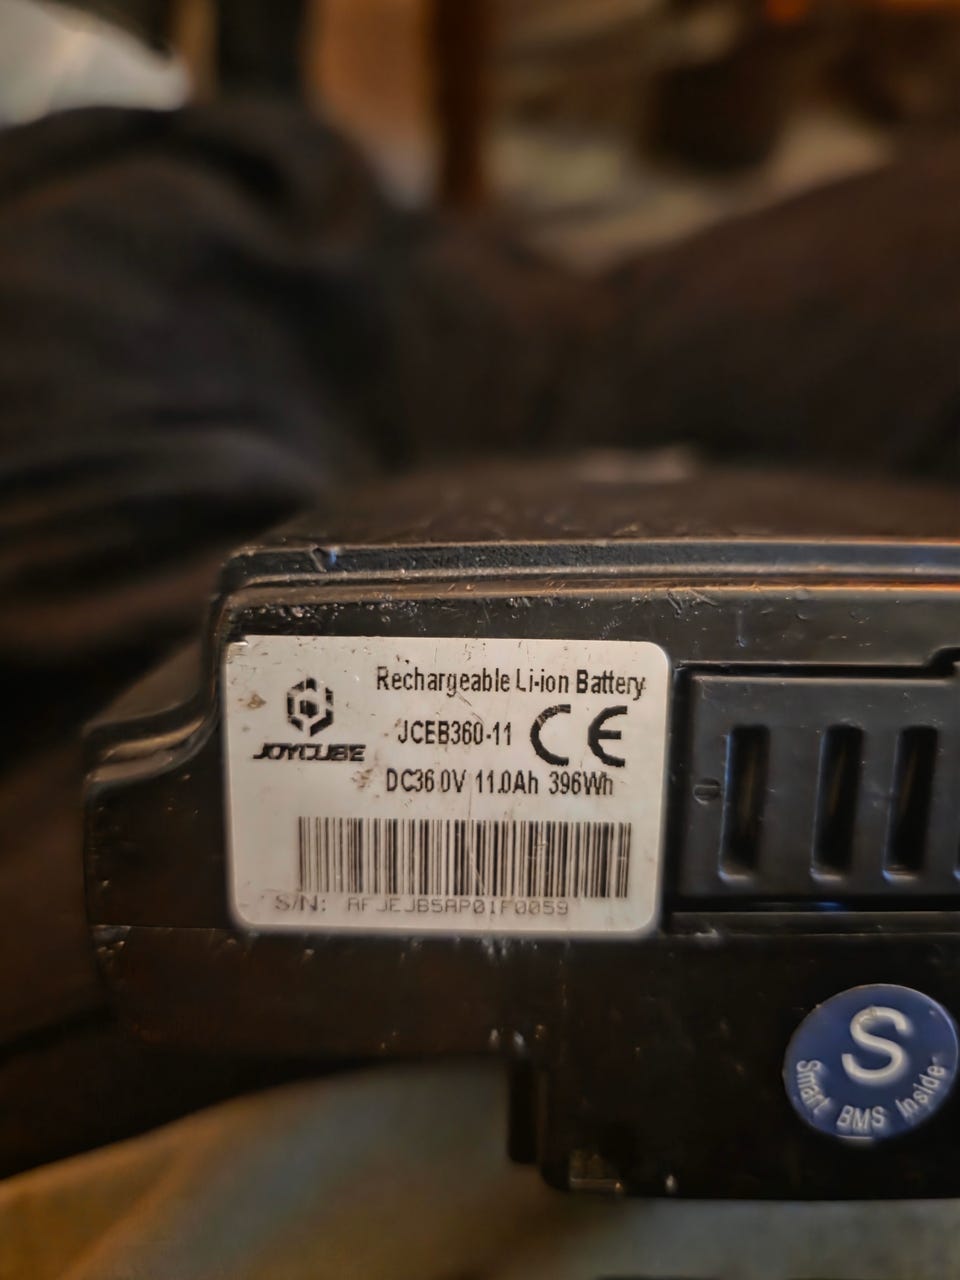 Rechargeable Li-ion Battery
JOYCUBE
JCEB360-11 CE
DC36.0V 11.0Ah 396Wh
S/N: AFJEJB5AP01F0059
S
Smart BMS Inside